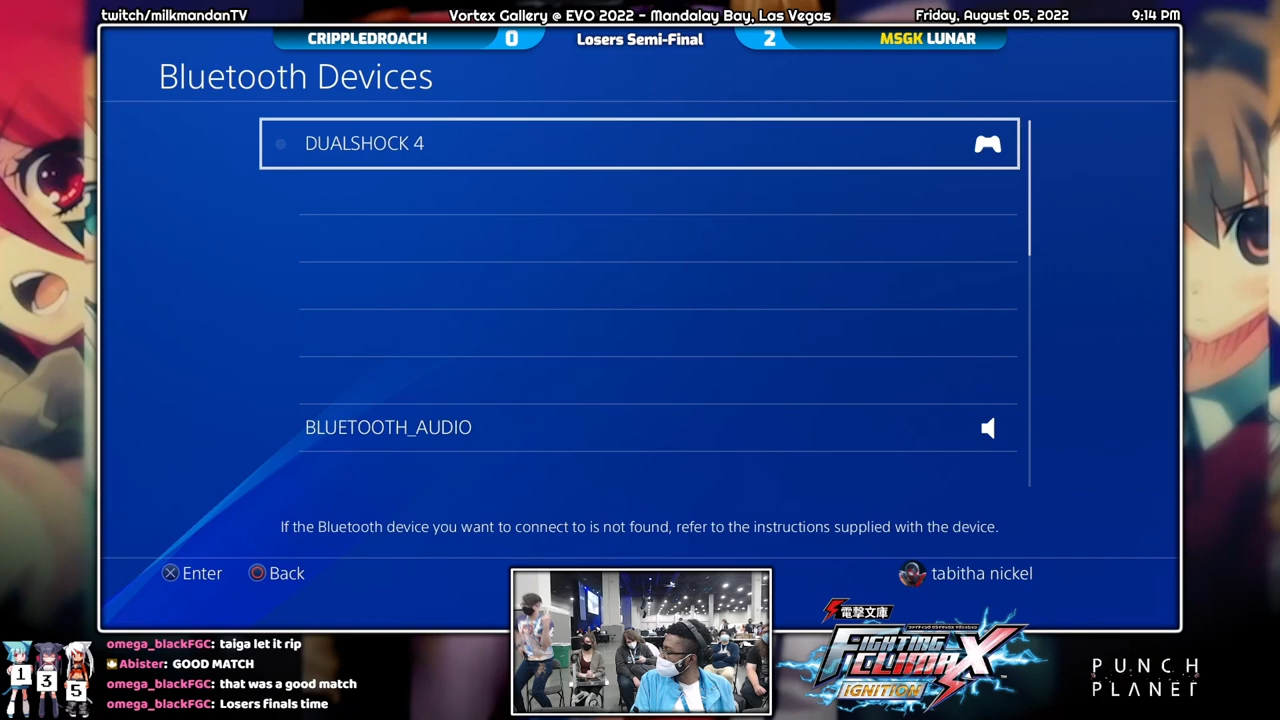 twitch/milkmandanTV
Vortex Gallery @ EVO 2022 - Mandalay Bay, Las Vegas
Friday, August 05, 2022
9:14 PM
CRIPPLEDROACH
0
Losers Semi-Final
2
MSGK LUNAR
Bluetooth Devices
DUALSHOCK 4
BLUETOOTH_AUDIO
If the Bluetooth device you want to connect to is not found, refer to the instructions supplied with the device.
Enter
Back
tabitha nickel
omega_blackFGC: taiga let it rip
Abister: GOOD MATCH
omega_blackFGC: that was a good match
omega_blackFGC: Losers finals time
1
3
5
電撃文庫
FIGHTING
CLIMAX
IGNITION
PUNCH
PLANET